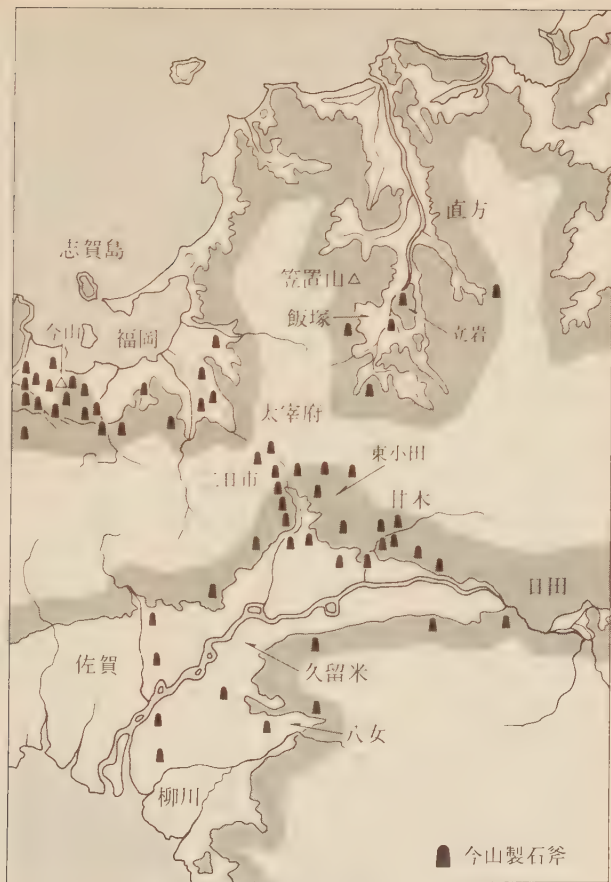 直方
志賀島
笠置山
今山
福岡
飯塚
立岩
太宰府
東小田
二日市
甘木
日田
佐賀
久留米
八女
柳川
今山製石斧